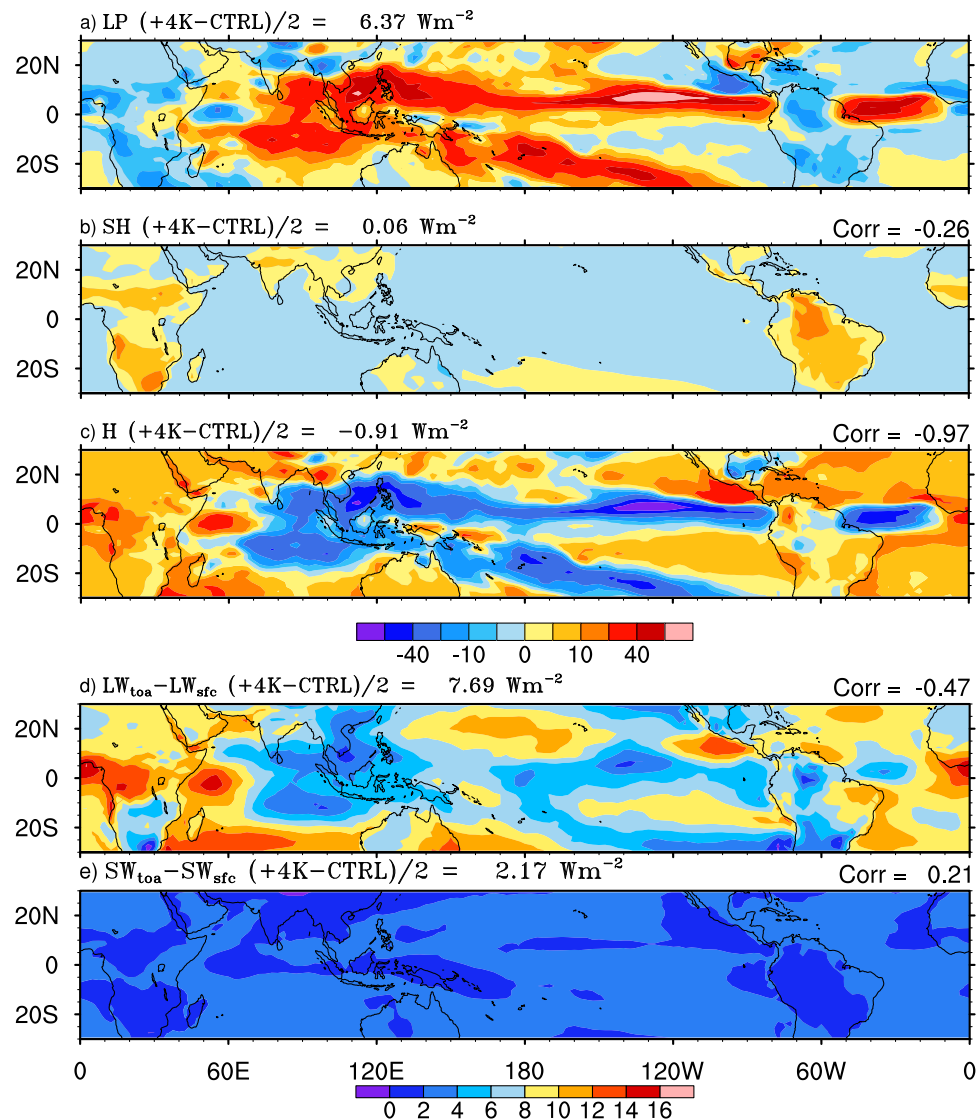 a) LP (+4K-CTRL)/2 = 6.37 Wm⁻²
20N
0
20S
b) SH (+4K-CTRL)/2 = 0.06 Wm⁻² Corr = -0.26
20N
0
20S
c) H (+4K-CTRL)/2 = -0.91 Wm⁻² Corr = -0.97
20N
0
20S
-40 -10 0 10 40
d) LWtoa-LWsfc (+4K-CTRL)/2 = 7.69 Wm⁻² Corr = -0.47
20N
0
20S
e) SWtoa-SWsfc (+4K-CTRL)/2 = 2.17 Wm⁻² Corr = 0.21
20N
0
20S
0 60E 120E 180 120W 60W 0
0 2 4 6 8 10 12 14 16